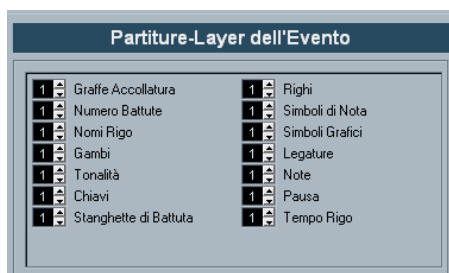 Partiture-Layer dell'Evento
1 Graffe Accollatura 1 Righi
1 Numero Battute 1 Simboli di Nota
1 Nomi Rigo 1 Simboli Grafici
1 Gambi 1 Legature
1 Tonalità 1 Note
1 Chiavi 1 Pausa
1 Stanghette di Battuta 1 Tempo Rigo